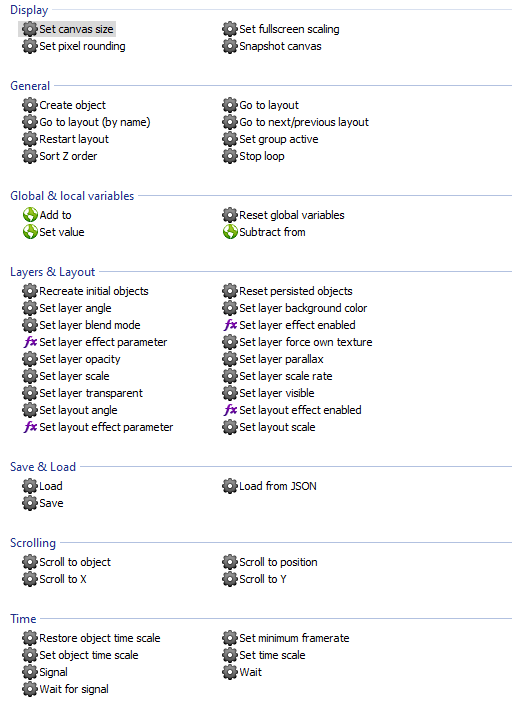 Display
Set canvas size
Set fullscreen scaling
Set pixel rounding
Snapshot canvas
General
Create object
Go to layout
Go to layout (by name)
Go to next/previous layout
Restart layout
Set group active
Sort Z order
Stop loop
Global & local variables
Add to
Reset global variables
Set value
Subtract from
Layers & Layout
Recreate initial objects
Reset persisted objects
Set layer angle
Set layer background color
Set layer blend mode
fx Set layer effect enabled
fx Set layer effect parameter
Set layer force own texture
Set layer opacity
Set layer parallax
Set layer scale
Set layer scale rate
Set layer transparent
Set layer visible
Set layout angle
fx Set layout effect enabled
fx Set layout effect parameter
Set layout scale
Save & Load
Load
Load from JSON
Save
Scrolling
Scroll to object
Scroll to position
Scroll to X
Scroll to Y
Time
Restore object time scale
Set minimum framerate
Set object time scale
Set time scale
Signal
Wait
Wait for signal